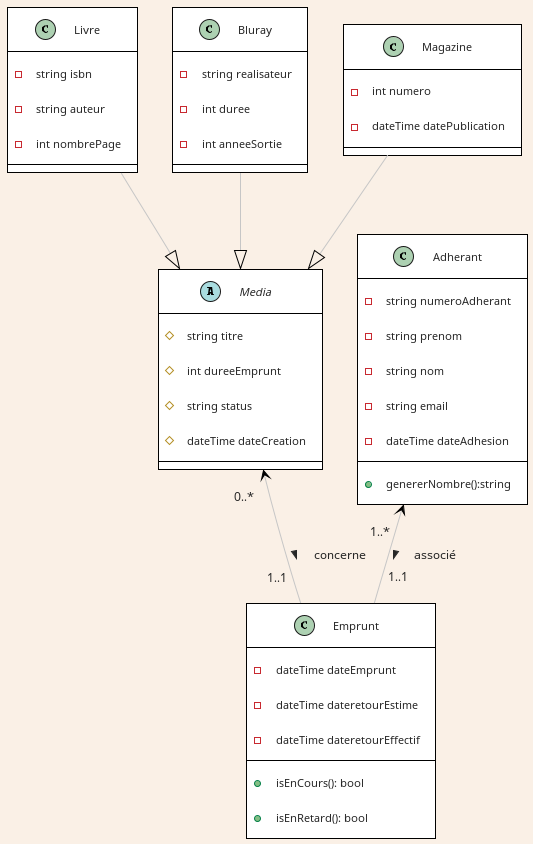 C Livre
string isbn
string auteur
int nombrePage
C Bluray
string realisateur
int duree
int anneeSortie
C Magazine
int numero
dateTime datePublication
A Media
string titre
int dureeEmprunt
string status
dateTime dateCreation
C Adherant
string numeroAdherant
string prenom
string nom
string email
dateTime dateAdhesion
genererNombre():string
0..*
1..*
concerne
associé
1..1
1..1
C Emprunt
dateTime dateEmprunt
dateTime dateretourEstime
dateTime dateretourEffectif
isEnCours(): bool
isEnRetard(): bool